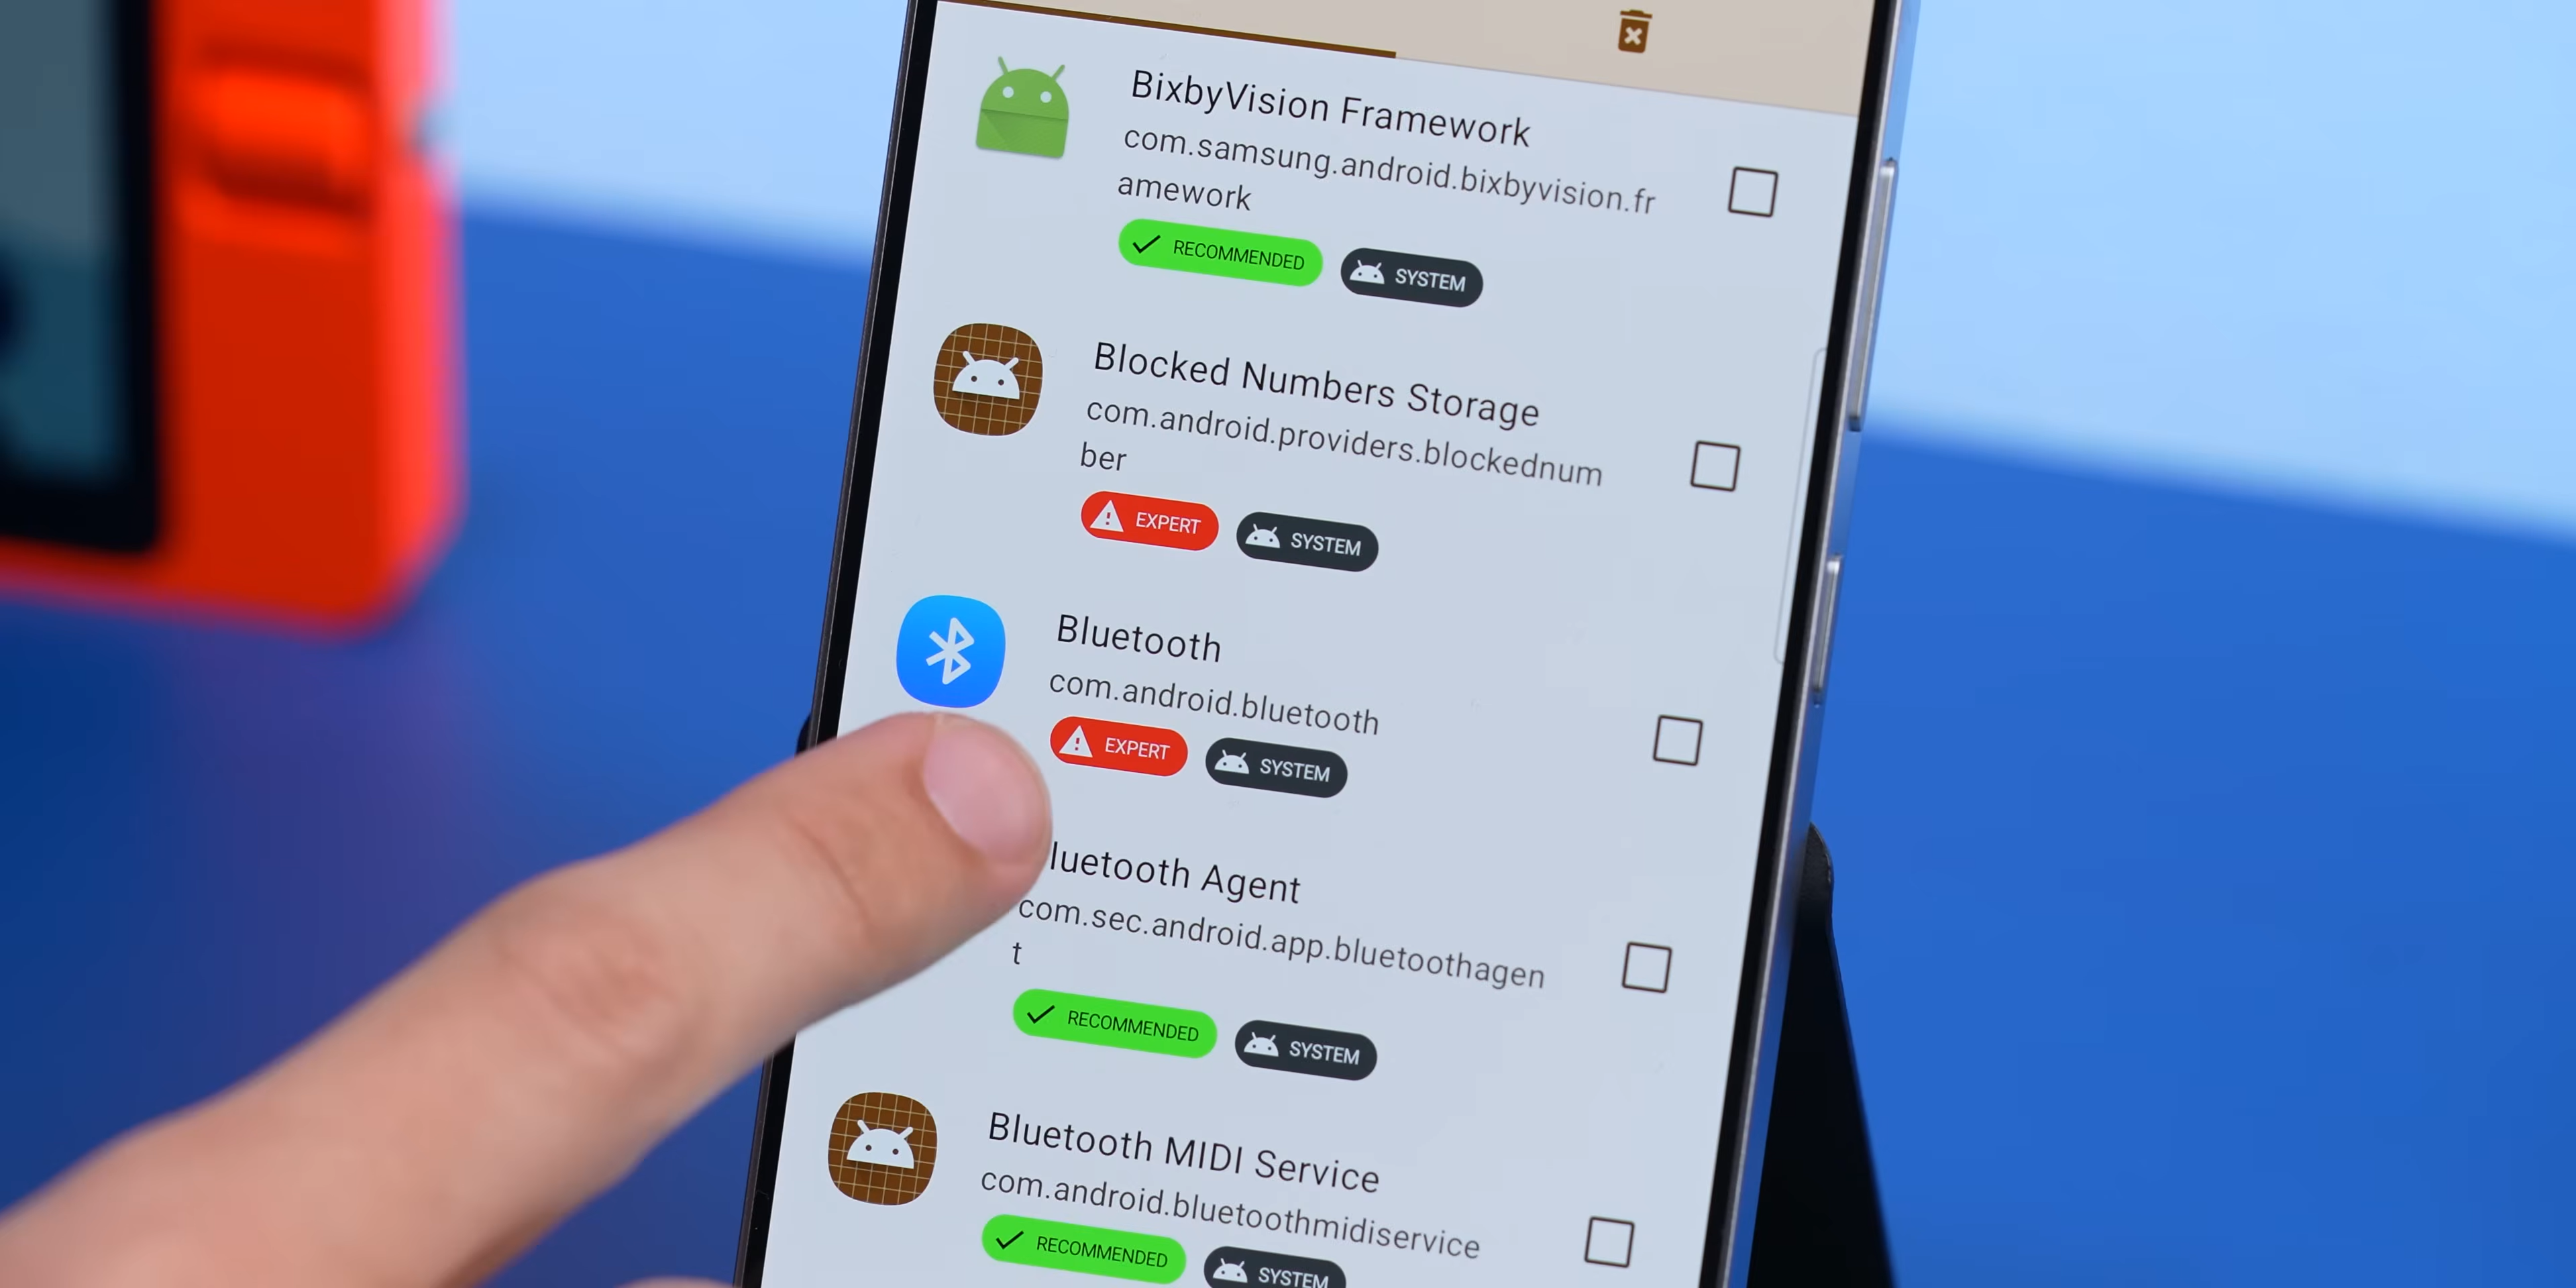 BixbyVision Framework
com.samsung.android.bixbyvision.fr
amework
RECOMMENDED SYSTEM
Blocked Numbers Storage
com.android.providers.blockednum
ber
EXPERT SYSTEM
Bluetooth
com.android.bluetooth
EXPERT SYSTEM
luetooth Agent
com.sec.android.app.bluetoothagen
t
RECOMMENDED SYSTEM
Bluetooth MIDI Service
com.android.bluetoothmidiservice
RECOMMENDED SYSTEM